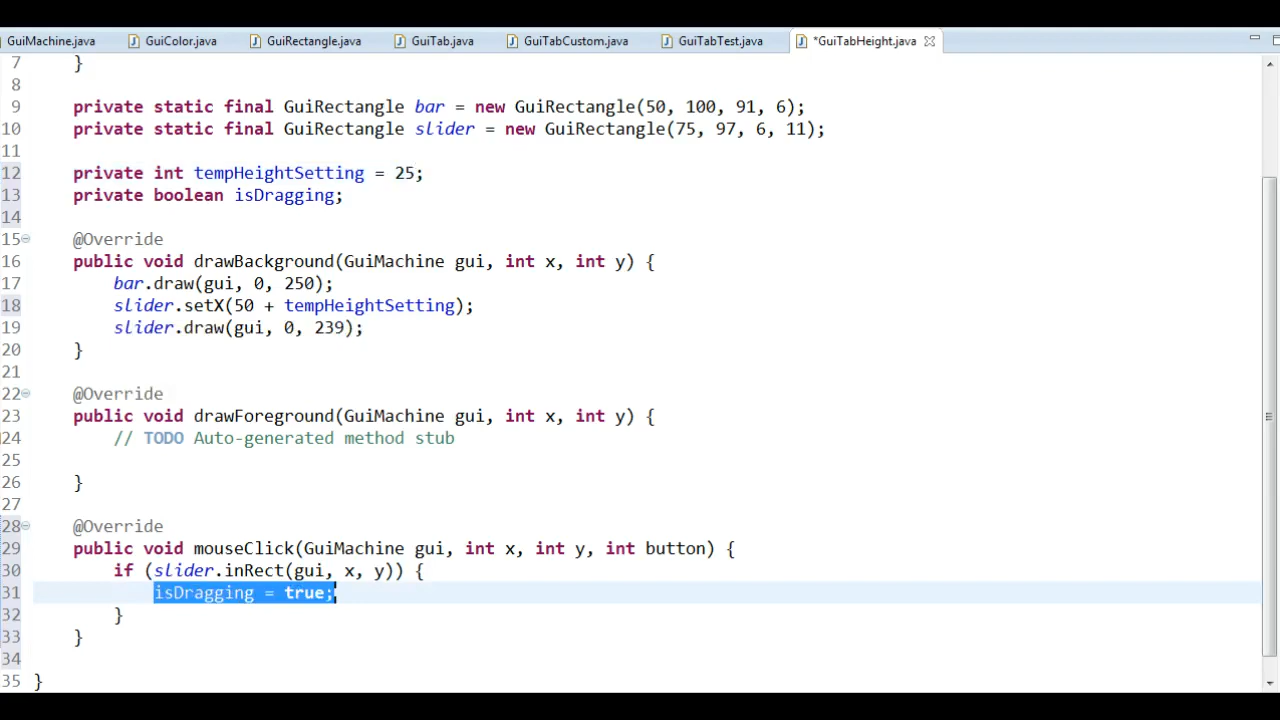 GuiMachine.java GuiColor.java GuiRectangle.java GuiTab.java GuiTabCustom.java GuiTabTest.java *GuiTabHeight.java
7 }
8
9 private static final GuiRectangle bar = new GuiRectangle(50, 100, 91, 6);
10 private static final GuiRectangle slider = new GuiRectangle(75, 97, 6, 11);
11
12 private int tempHeightSetting = 25;
13 private boolean isDragging;
14
15 @Override
16 public void drawBackground(GuiMachine gui, int x, int y) {
17 bar.draw(gui, 0, 250);
18 slider.setX(50 + tempHeightSetting);
19 slider.draw(gui, 0, 239);
20 }
21
22 @Override
23 public void drawForeground(GuiMachine gui, int x, int y) {
24 // TODO Auto-generated method stub
25
26 }
27
28 @Override
29 public void mouseClick(GuiMachine gui, int x, int y, int button) {
30 if (slider.inRect(gui, x, y)) {
31 isDragging = true;
32 }
33 }
34
35 }